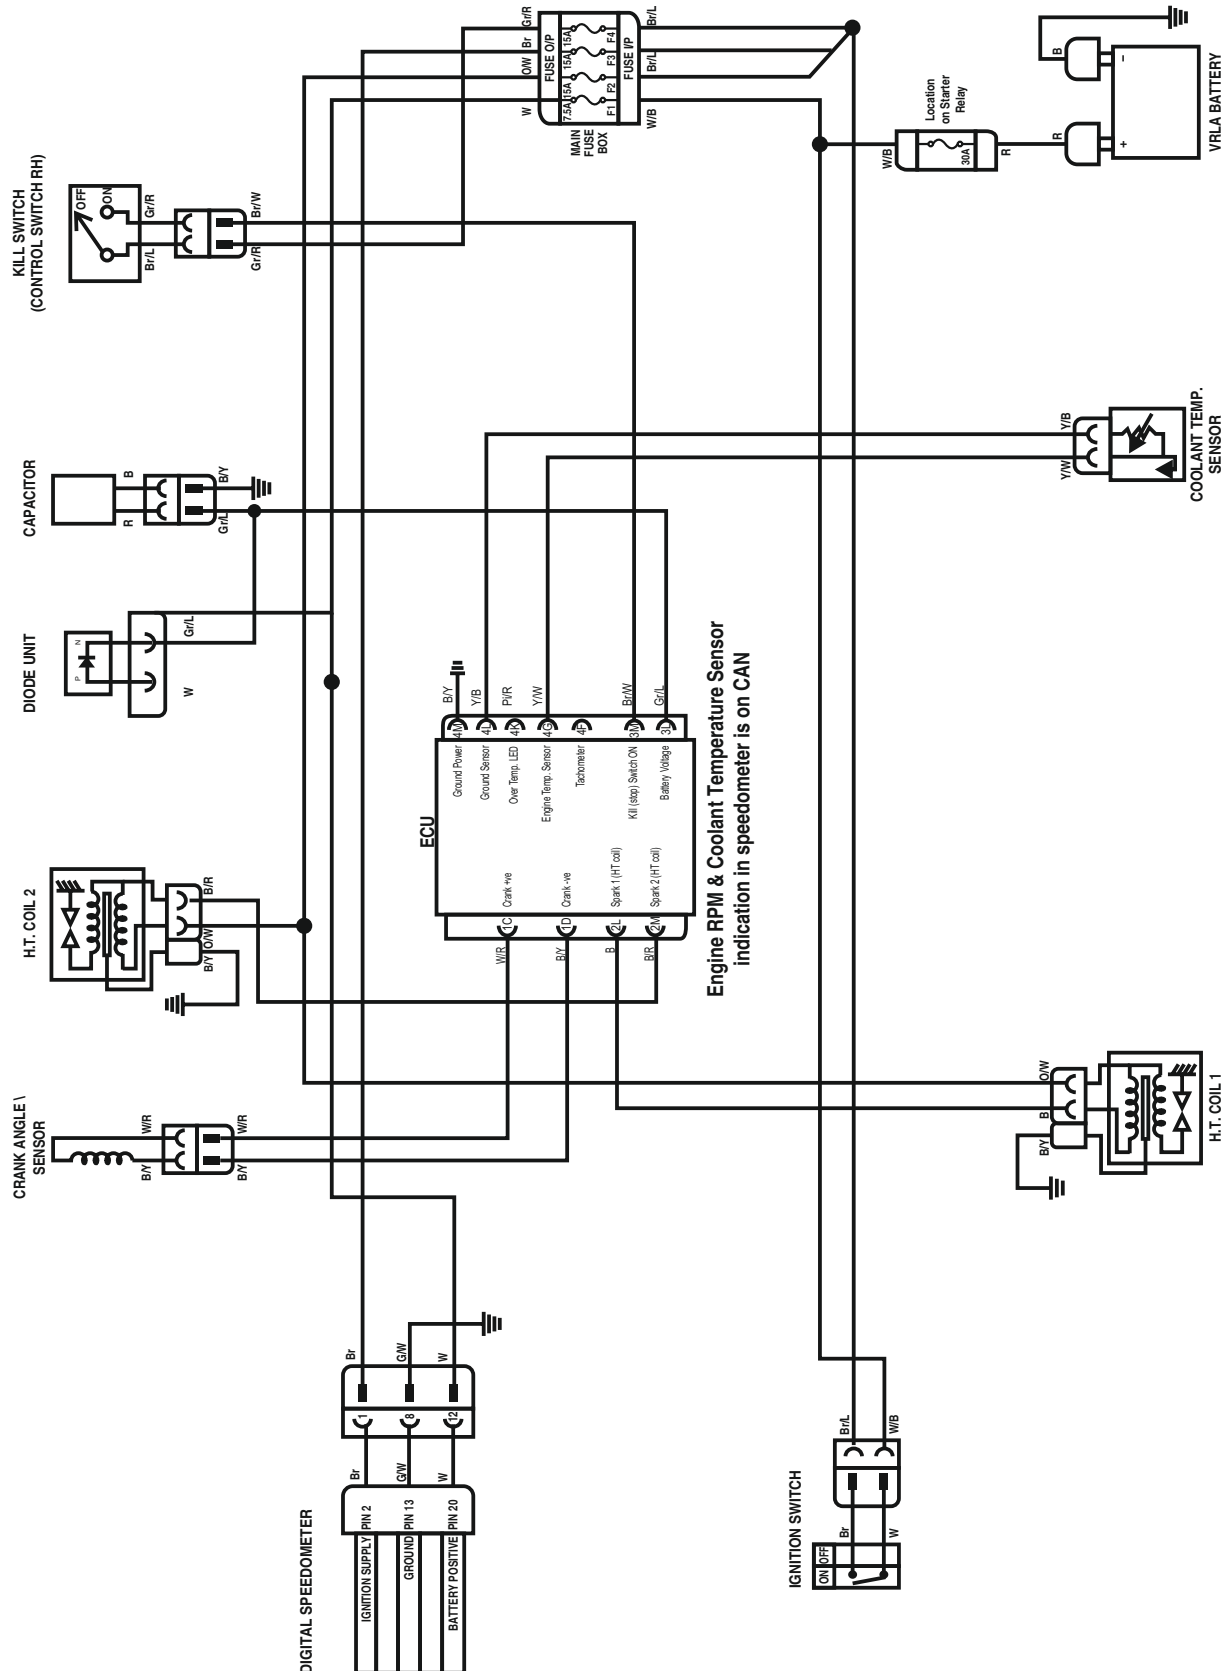 KILL SWITCH
(CONTROL SWITCH RH)
OFF
ON
Br/L
Gr/R
Gr/R
Br/W
MAIN
FUSE
BOX
FUSE O/P
FUSE I/P
W
O/W
Br
Gr/R
7.5A
15A
15A
15A
F1
F2
F3
F4
W/B
Br/L
Br/L
Location
on Starter
Relay
W/B
30A
R
R
B
+
-
VRLA BATTERY
CAPACITOR
R
B
Gr/L
B/Y
DIODE UNIT
P
N
W
Gr/L
COOLANT TEMP.
SENSOR
Y/W
Y/B
H.T. COIL 2
B/Y
O/W
B/R
ECU
Crank +ve
Crank -ve
Spark 1 (HT coil)
Spark 2 (HT coil)
1C
1D
2L
2M
W/R
B/Y
B
B/R
Ground Power
Ground Sensor
Over Temp. LED
Engine Temp. Sensor
Tachometer
Kill (stop) Switch ON
Battery Voltage
4M
4L
4K
4G
4F
3M
3L
B/Y
Y/B
Pi/R
Y/W
Br/W
Gr/L
Engine RPM & Coolant Temperature Sensor
indication in speedometer is on CAN
CRANK ANGLE \
SENSOR
B/Y
W/R
B/Y
W/R
H.T. COIL 1
B/Y
B
O/W
DIGITAL SPEEDOMETER
IGNITION SUPPLY
PIN 2
GROUND
PIN 13
BATTERY POSITIVE
PIN 20
Br
G/W
W
1
8
12
Br
G/W
W
IGNITION SWITCH
ON
OFF
Br
W
Br/L
W/B